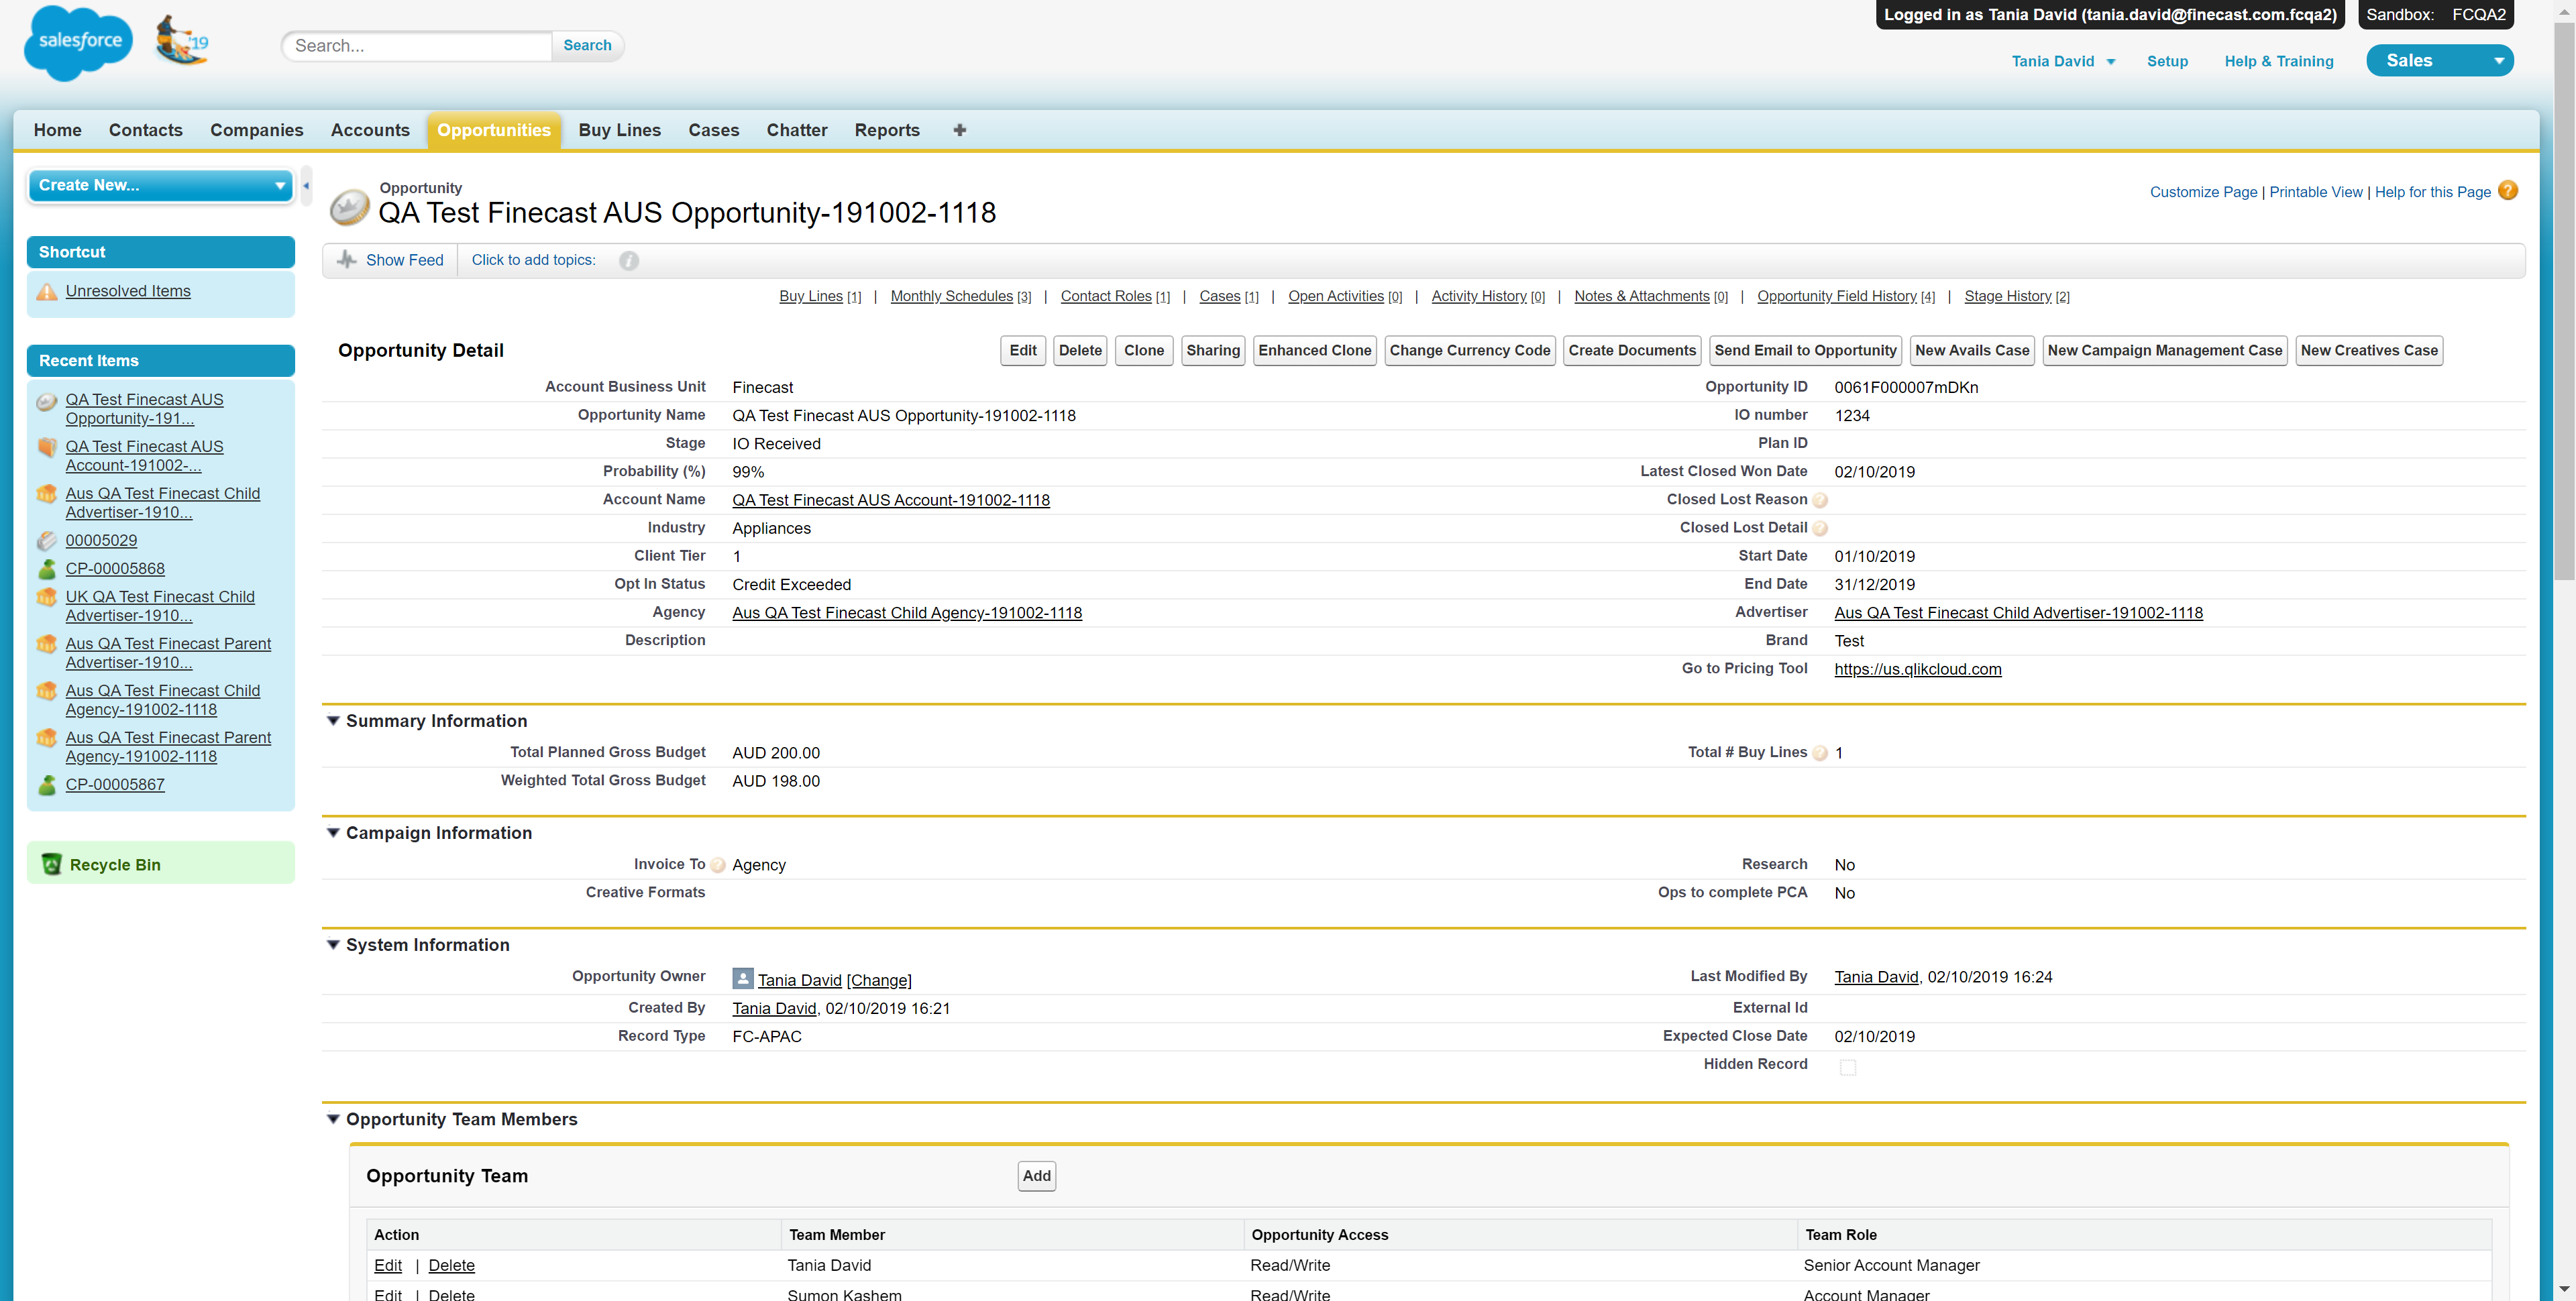 Logged in as Tania David (tania.david@finecast.com.fcqa2)
Sandbox: FCQA2
salesforce
'19
Search...
Search
Tania David
Setup
Help & Training
Sales
Home
Contacts
Companies
Accounts
Opportunities
Buy Lines
Cases
Chatter
Reports
Create New...
Shortcut
Unresolved Items
Recent Items
QA Test Finecast AUS
Opportunity-191...
QA Test Finecast AUS
Account-191002-...
Aus QA Test Finecast Child
Advertiser-1910...
00005029
CP-00005868
UK QA Test Finecast Child
Advertiser-1910...
Aus QA Test Finecast Parent
Advertiser-1910...
Aus QA Test Finecast Child
Agency-191002-1118
Aus QA Test Finecast Parent
Agency-191002-1118
CP-00005867
Recycle Bin
Opportunity
QA Test Finecast AUS Opportunity-191002-1118
Customize Page | Printable View | Help for this Page
Show Feed
Click to add topics:
Buy Lines [1] | Monthly Schedules [3] | Contact Roles [1] | Cases [1] | Open Activities [0] | Activity History [0] | Notes & Attachments [0] | Opportunity Field History [4] | Stage History [2]
Opportunity Detail
Edit
Delete
Clone
Sharing
Enhanced Clone
Change Currency Code
Create Documents
Send Email to Opportunity
New Avails Case
New Campaign Management Case
New Creatives Case
Account Business Unit Finecast
Opportunity ID 0061F000007mDKn
Opportunity Name QA Test Finecast AUS Opportunity-191002-1118
IO number 1234
Stage IO Received
Plan ID
Probability (%) 99%
Latest Closed Won Date 02/10/2019
Account Name QA Test Finecast AUS Account-191002-1118
Closed Lost Reason
Industry Appliances
Closed Lost Detail
Client Tier 1
Start Date 01/10/2019
Opt In Status Credit Exceeded
End Date 31/12/2019
Agency Aus QA Test Finecast Child Agency-191002-1118
Advertiser Aus QA Test Finecast Child Advertiser-191002-1118
Description
Brand Test
Go to Pricing Tool https://us.qlikcloud.com
Summary Information
Total Planned Gross Budget AUD 200.00
Total # Buy Lines 1
Weighted Total Gross Budget AUD 198.00
Campaign Information
Invoice To Agency
Research No
Creative Formats
Ops to complete PCA No
System Information
Opportunity Owner Tania David [Change]
Last Modified By Tania David, 02/10/2019 16:24
Created By Tania David, 02/10/2019 16:21
External Id
Record Type FC-APAC
Expected Close Date 02/10/2019
Hidden Record
Opportunity Team Members
Opportunity Team
Add
Action Team Member Opportunity Access Team Role
Edit | Delete Tania David Read/Write Senior Account Manager
Edit | Delete Sumon Kashem Read/Write Account Manager